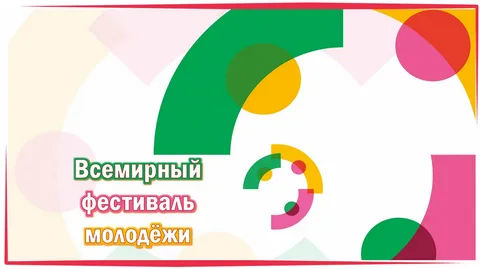 Всемирный
фестиваль
молодёжи